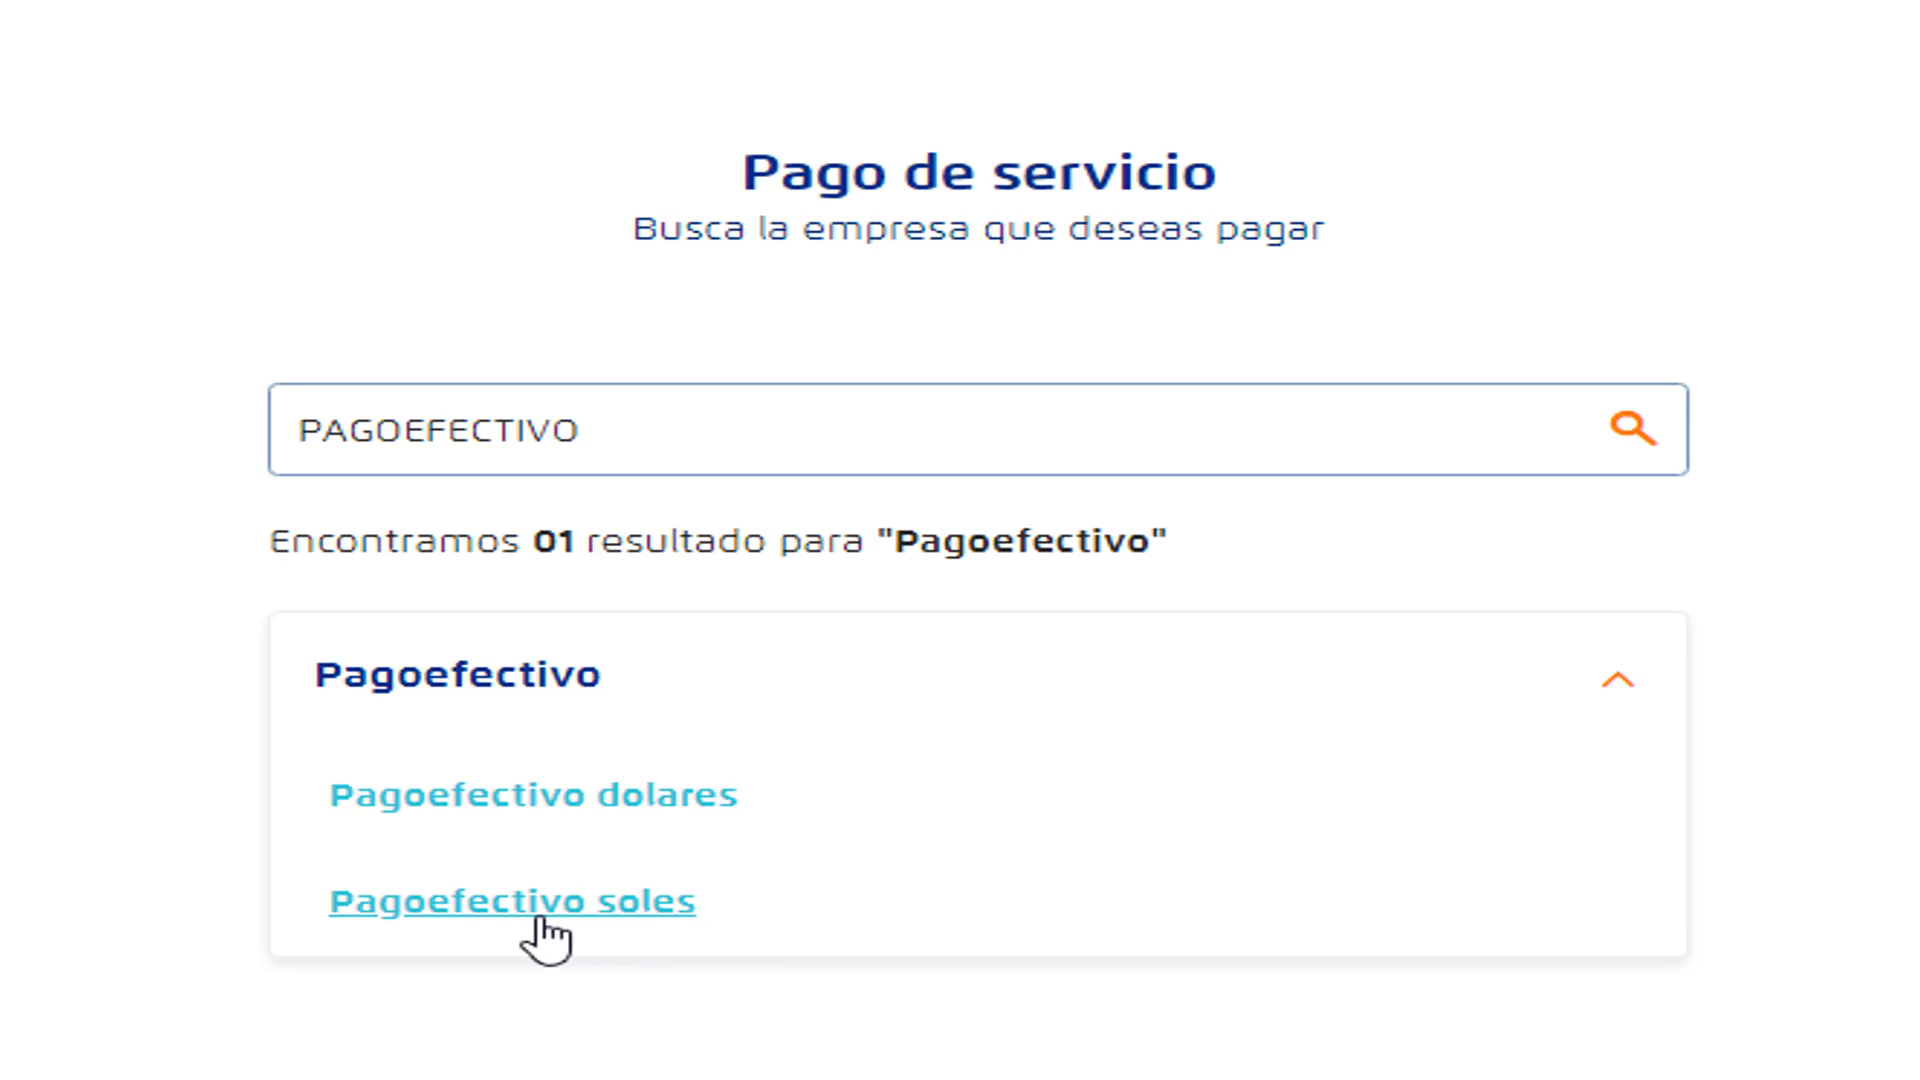 Pago de servicio
Busca la empresa que deseas pagar
PAGOEFECTIVO
Encontramos 01 resultado para "Pagoefectivo"
Pagoefectivo
Pagoefectivo dolares
Pagoefectivo soles